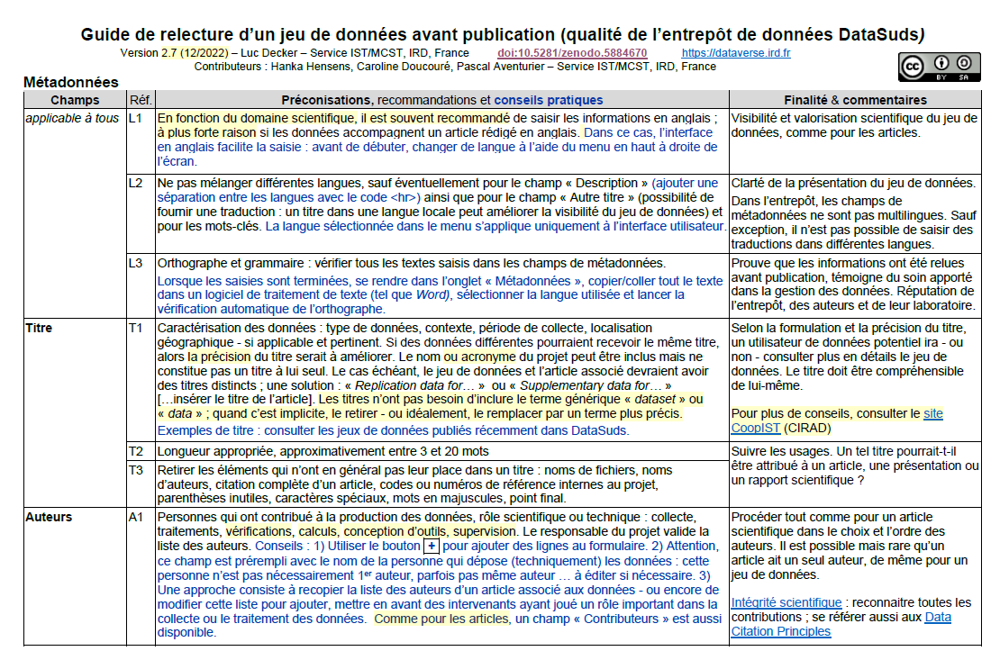 Guide de relecture d'un jeu de données avant publication (qualité de l'entrepôt de données DataSuds)
Version 2.7 (12/2022) – Luc Decker – Service IST/MCST, IRD, France doi:10.5281/zenodo.5884670 https://dataverse.ird.fr
Contributeurs : Hanka Hensens, Caroline Doucouré, Pascal Aventurier – Service IST/MCST, IRD, France
cc BY SA
Métadonnées
Champs Réf. Préconisations, recommandations et conseils pratiques Finalité & commentaires
applicable à tous
L1
En fonction du domaine scientifique, il est souvent recommandé de saisir les informations en anglais ;
à plus forte raison si les données accompagnent un article rédigé en anglais. Dans ce cas, l'interface
en anglais facilite la saisie : avant de débuter, changer de langue à l'aide du menu en haut à droite de
l'écran.
Visibilité et valorisation scientifique du jeu de
données, comme pour les articles.
L2
Ne pas mélanger différentes langues, sauf éventuellement pour le champ « Description » (ajouter une
séparation entre les langues avec le code <hr>) ainsi que pour le champ « Autre titre » (possibilité de
fournir une traduction : un titre dans une langue locale peut améliorer la visibilité du jeu de données) et
pour les mots-clés. La langue sélectionnée dans le menu s'applique uniquement à l'interface utilisateur.
Clarté de la présentation du jeu de données.
Dans l'entrepôt, les champs de
métadonnées ne sont pas multilingues. Sauf
exception, il n'est pas possible de saisir des
traductions dans différentes langues.
L3
Orthographe et grammaire : vérifier tous les textes saisis dans les champs de métadonnées.
Lorsque les saisies sont terminées, se rendre dans l'onglet « Métadonnées », copier/coller tout le texte
dans un logiciel de traitement de texte (tel que Word), sélectionner la langue utilisée et lancer la
vérification automatique de l'orthographe.
Prouve que les informations ont été relues
avant publication, témoigne du soin apporté
dans la gestion des données. Réputation de
l'entrepôt, des auteurs et de leur laboratoire.
Titre
T1
Caractérisation des données : type de données, contexte, période de collecte, localisation
géographique - si applicable et pertinent. Si des données différentes pourraient recevoir le même titre,
alors la précision du titre serait à améliorer. Le nom ou acronyme du projet peut être inclus mais ne
constitue pas un titre à lui seul. Le cas échéant, le jeu de données et l'article associé devraient avoir
des titres distincts ; une solution : « Replication data for… » ou « Supplementary data for… »
[…insérer le titre de l'article]. Les titres n'ont pas besoin d'inclure le terme générique « dataset » ou
« data » ; quand c'est implicite, le retirer - ou idéalement, le remplacer par un terme plus précis.
Exemples de titre : consulter les jeux de données publiés récemment dans DataSuds.
Selon la formulation et la précision du titre,
un utilisateur de données potentiel ira - ou
non - consulter plus en détails le jeu de
données. Le titre doit être compréhensible
de lui-même.
Pour plus de conseils, consulter le site
CoopIST (CIRAD)
T2
Longueur appropriée, approximativement entre 3 et 20 mots
T3
Retirer les éléments qui n'ont en général pas leur place dans un titre : noms de fichiers, noms
d'auteurs, citation complète d'un article, codes ou numéros de référence internes au projet,
parenthèses inutiles, caractères spéciaux, mots en majuscules, point final.
Suivre les usages. Un tel titre pourrait-t-il
être attribué à un article, une présentation ou
un rapport scientifique ?
Auteurs
A1
Personnes qui ont contribué à la production des données, rôle scientifique ou technique : collecte,
traitements, vérifications, calculs, conception d'outils, supervision. Le responsable du projet valide la
liste des auteurs. Conseils : 1) Utiliser le bouton + pour ajouter des lignes au formulaire. 2) Attention,
ce champ est prérempli avec le nom de la personne qui dépose (techniquement) les données : cette
personne n'est pas nécessairement 1er auteur, parfois pas même auteur … à éditer si nécessaire. 3)
Une approche consiste à recopier la liste des auteurs d'un article associé aux données - ou encore de
modifier cette liste pour ajouter, mettre en avant des intervenants ayant joué un rôle important dans la
collecte ou le traitement des données. Comme pour les articles, un champ « Contributeurs » est aussi
disponible.
Procéder tout comme pour un article
scientifique dans le choix et l'ordre des
auteurs. Il est possible mais rare qu'un
article ait un seul auteur, de même pour un
jeu de données.
Intégrité scientifique : reconnaitre toutes les
contributions ; se référer aussi aux Data
Citation Principles